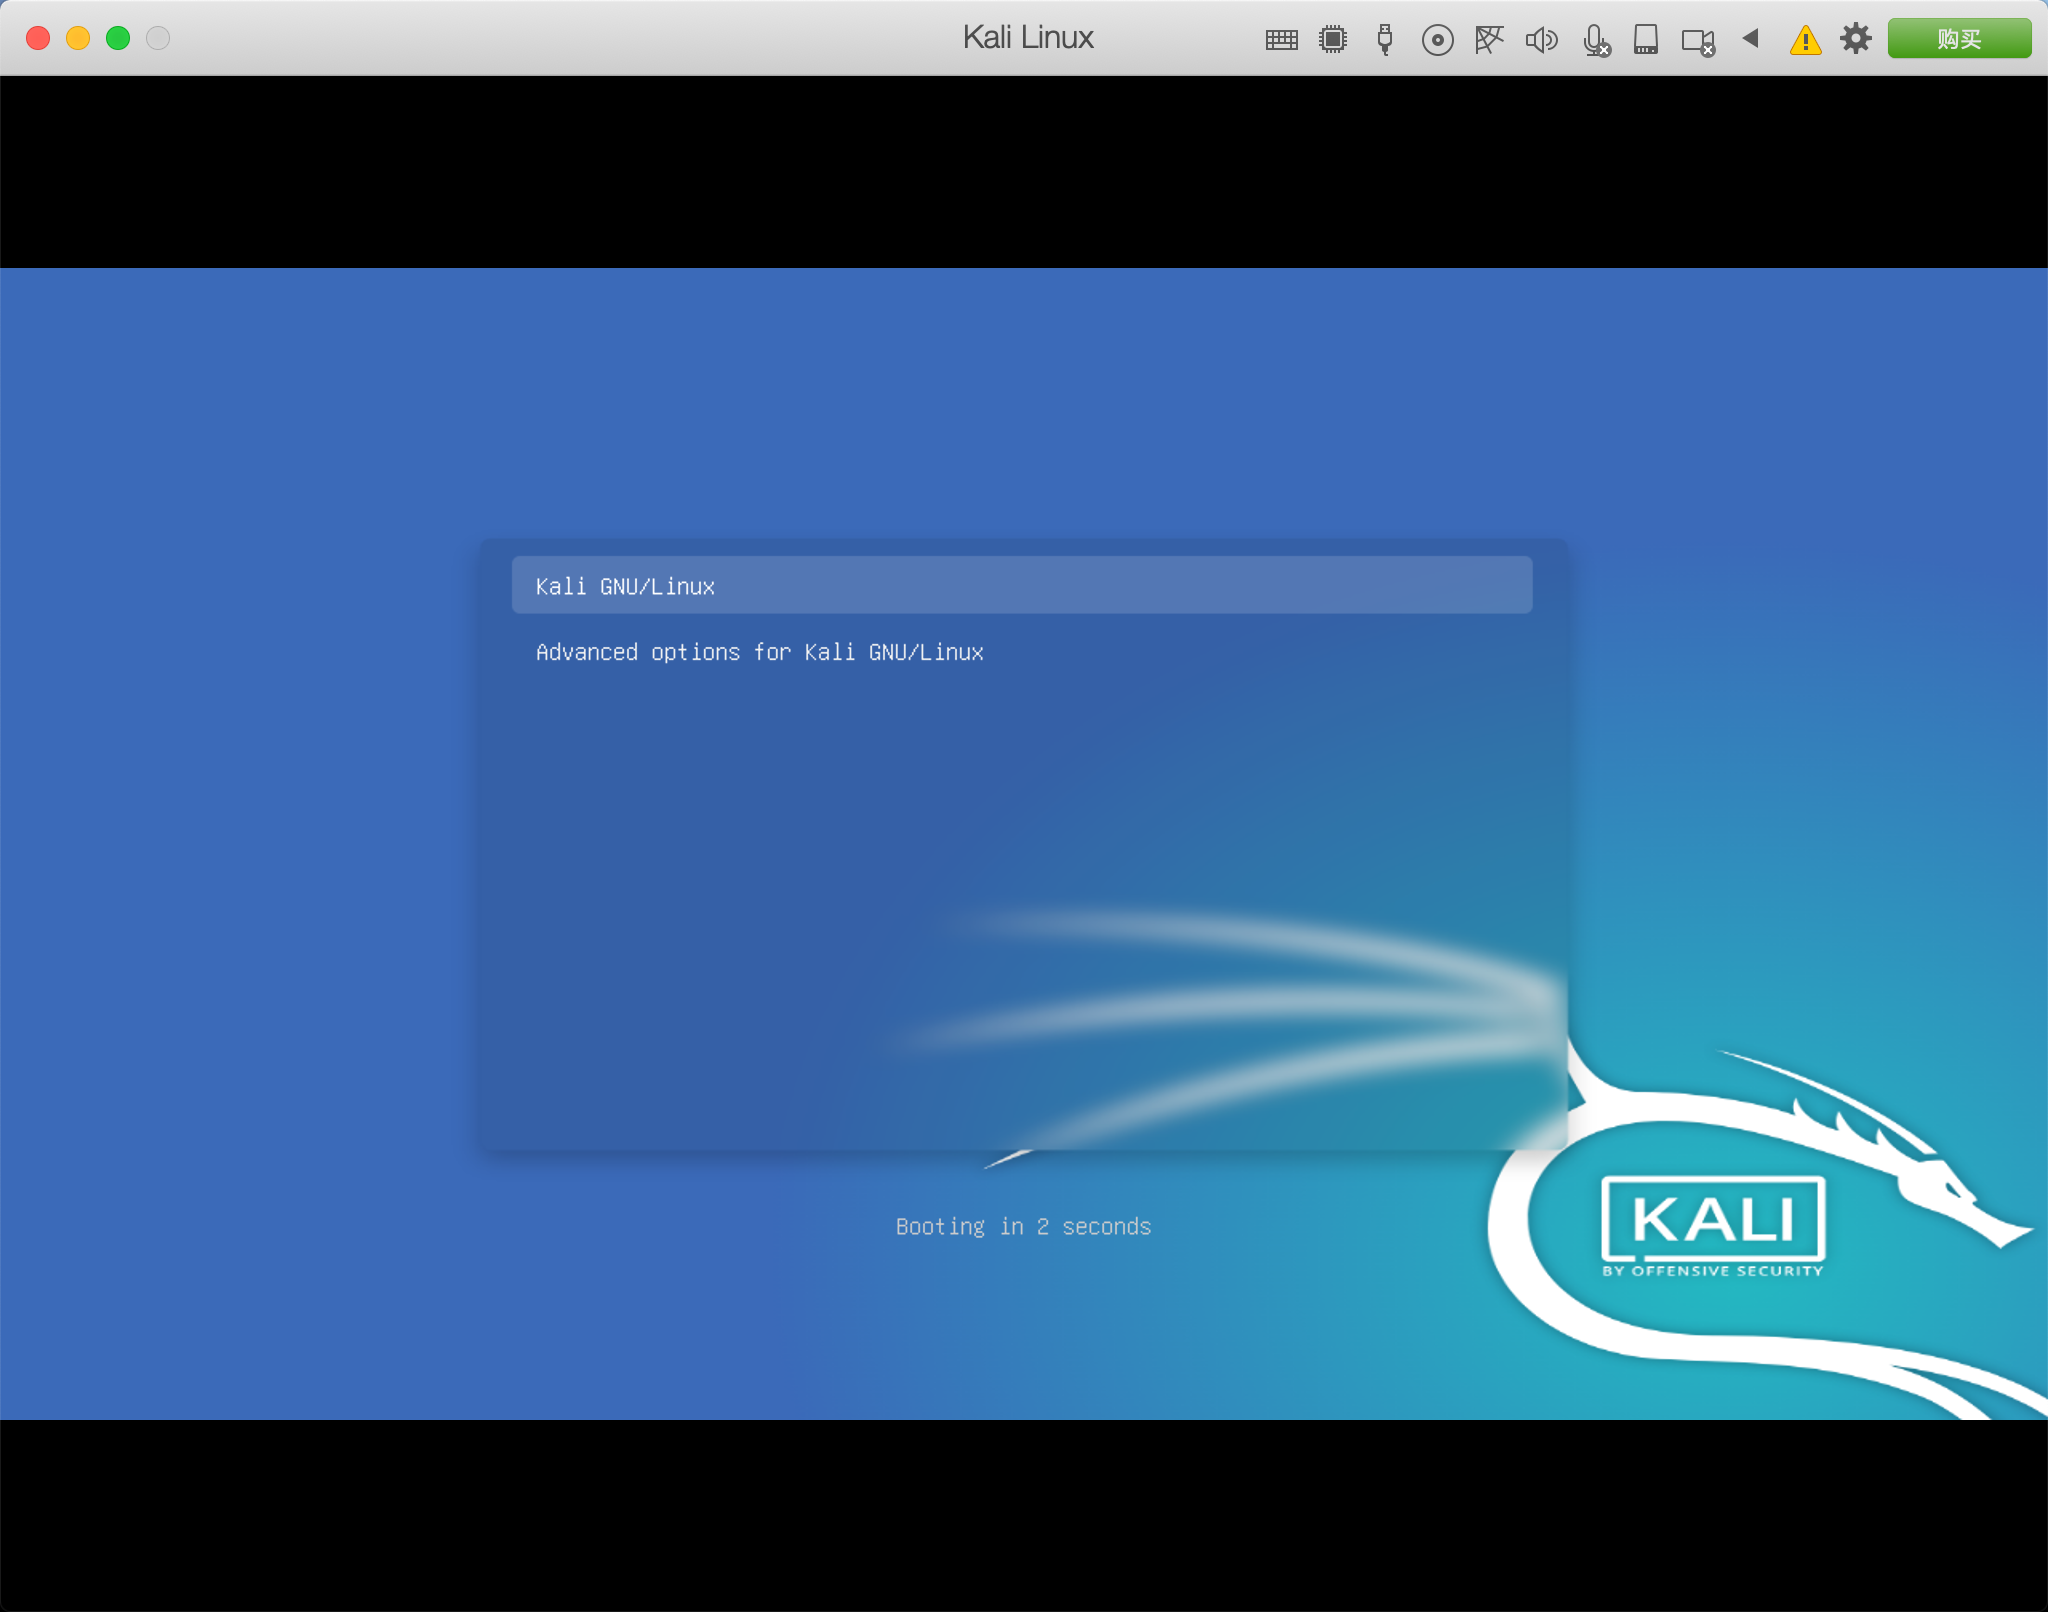 Kali Linux
购买
Kali GNU/Linux
Advanced options for Kali GNU/Linux
Booting in 2 seconds
KALI
BY OFFENSIVE SECURITY